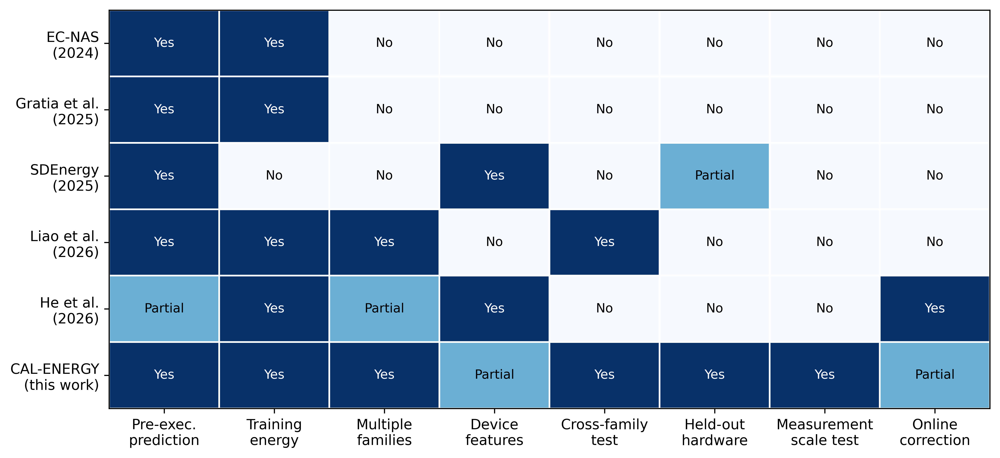 EC-NAS
(2024)
Yes Yes No No No No No No
Gratia et al.
(2025)
Yes Yes No No No No No No
SDEnergy
(2025)
Yes No No Yes No Partial No No
Liao et al.
(2026)
Yes Yes Yes No Yes No No No
He et al.
(2026)
Partial Yes Partial Yes No No No Yes
CAL-ENERGY
(this work)
Yes Yes Yes Partial Yes Yes Yes Partial
Pre-exec.
prediction
Training
energy
Multiple
families
Device
features
Cross-family
test
Held-out
hardware
Measurement
scale test
Online
correction